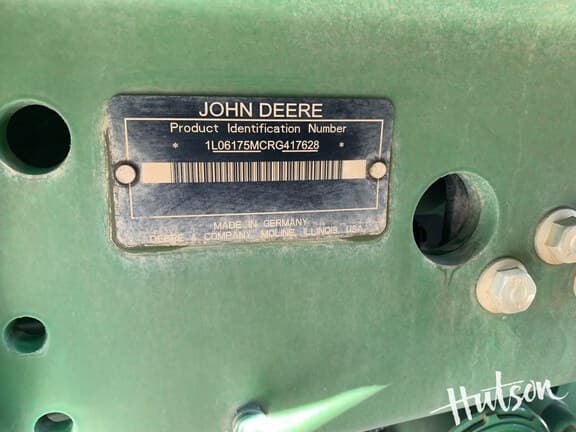 JOHN DEERE
Product Identification Number
* 1L06175MCRG417628 *
MADE IN GERMANY
DEERE & COMPANY MOLINE ILLINOIS USA
Hutson